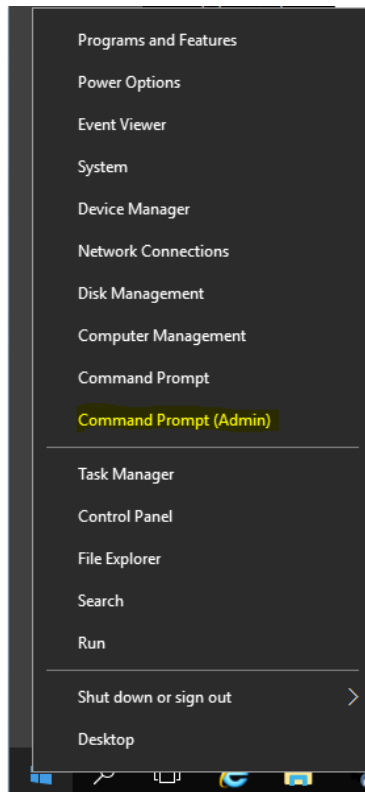 Programs and Features
Power Options
Event Viewer
System
Device Manager
Network Connections
Disk Management
Computer Management
Command Prompt
Command Prompt (Admin)
Task Manager
Control Panel
File Explorer
Search
Run
Shut down or sign out
Desktop